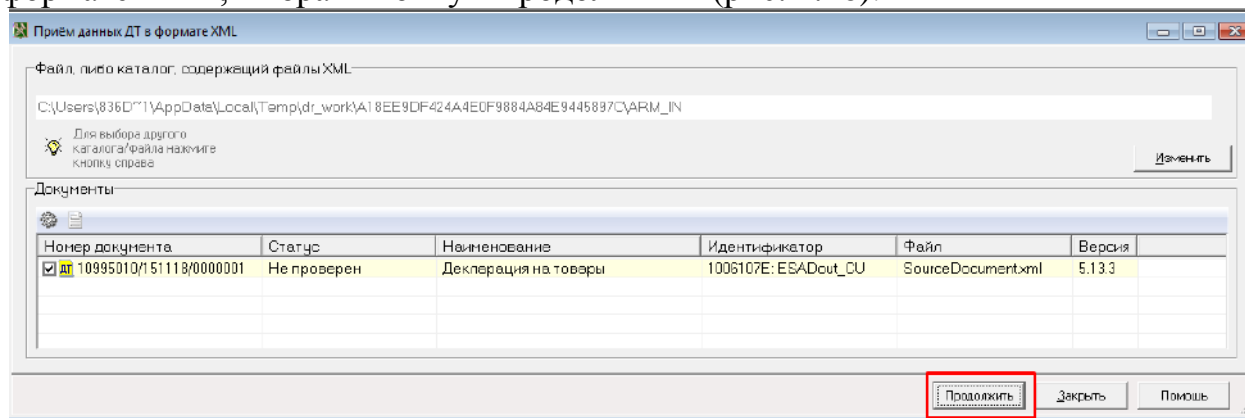 Приём данных ДТ в формате XML
Файл, либо каталог, содержащий файлы XML
C:\Users\836D~1\AppData\Local\Temp\dr_work\A18EE9DF424A4E0F9884A84E9445897C\ARM_IN
Для выбора другого
каталога/файла нажмите
кнопку справа
Изменить
Документы
Номер документа Статус Наименование Идентификатор Файл Версия
ДТ 10995010/151118/0000001 Не проверен Декларация на товары 1006107E: ESADout_CU SourceDocument.xml 5.13.3
Продолжить Закрыть Помощь